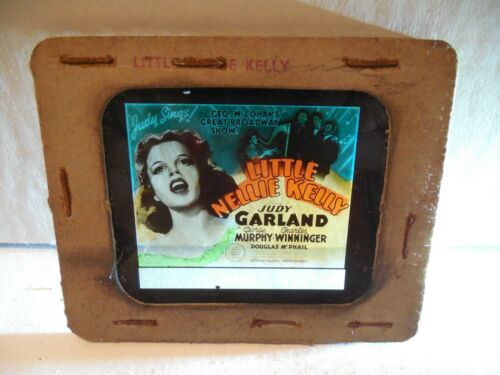 LITTLE NELLIE KELLY
"Judy Sings!
GEO. M. COHAN'S
GREAT BROADWAY
SHOW!
LITTLE
NELLIE KELLY
JUDY
GARLAND
George Charles
MURPHY·WINNINGER
DOUGLAS McPHAIL